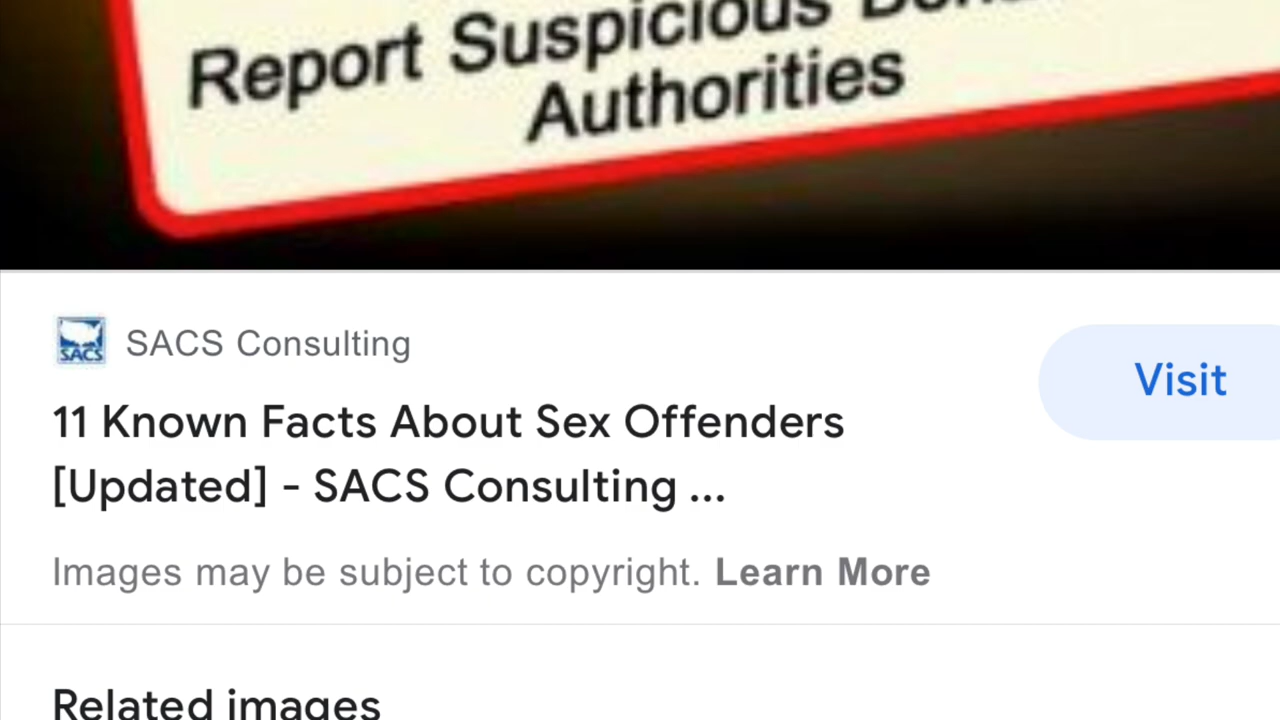 Report Suspicious
Authorities
SACS
SACS Consulting
Visit
11 Known Facts About Sex Offenders
[Updated] - SACS Consulting ...
Images may be subject to copyright. Learn More
Related images